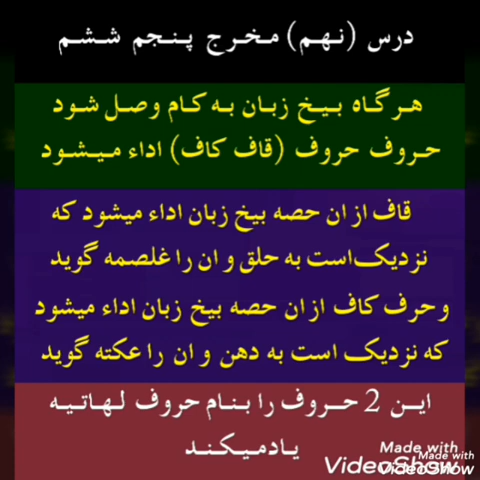 درس (نهم) مخرج پنجم ششم
هرگاه بیخ زبان به کام وصل شود
حروف حروف (قاف کاف) اداء میشود
قاف از ان حصه بیخ زبان اداء میشود که
نزدیک است به حلق و ان را غلصمه گوید
و حرف کاف از ان حصه بیخ زبان اداء میشود
که نزدیک است به دهن و ان را عکته گوید
این 2 حروف را بنام حروف لهاتیه
یادمیکند
Made with
VideoShow
Made with
VideoShow